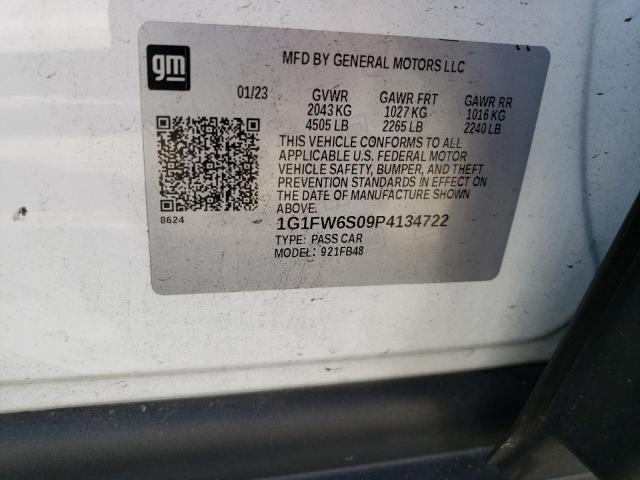 gm
MFD BY GENERAL MOTORS LLC
01/23 GVWR GAWR FRT GAWR RR
2043 KG 1027 KG 1016 KG
4505 LB 2265 LB 2240 LB
THIS VEHICLE CONFORMS TO ALL
APPLICABLE U.S. FEDERAL MOTOR
VEHICLE SAFETY, BUMPER, AND THEFT
PREVENTION STANDARDS IN EFFECT ON
THE DATE OF MANUFACTURE SHOWN
ABOVE.
8624
1G1FW6S09P4134722
TYPE: PASS CAR
MODEL: 921FB48